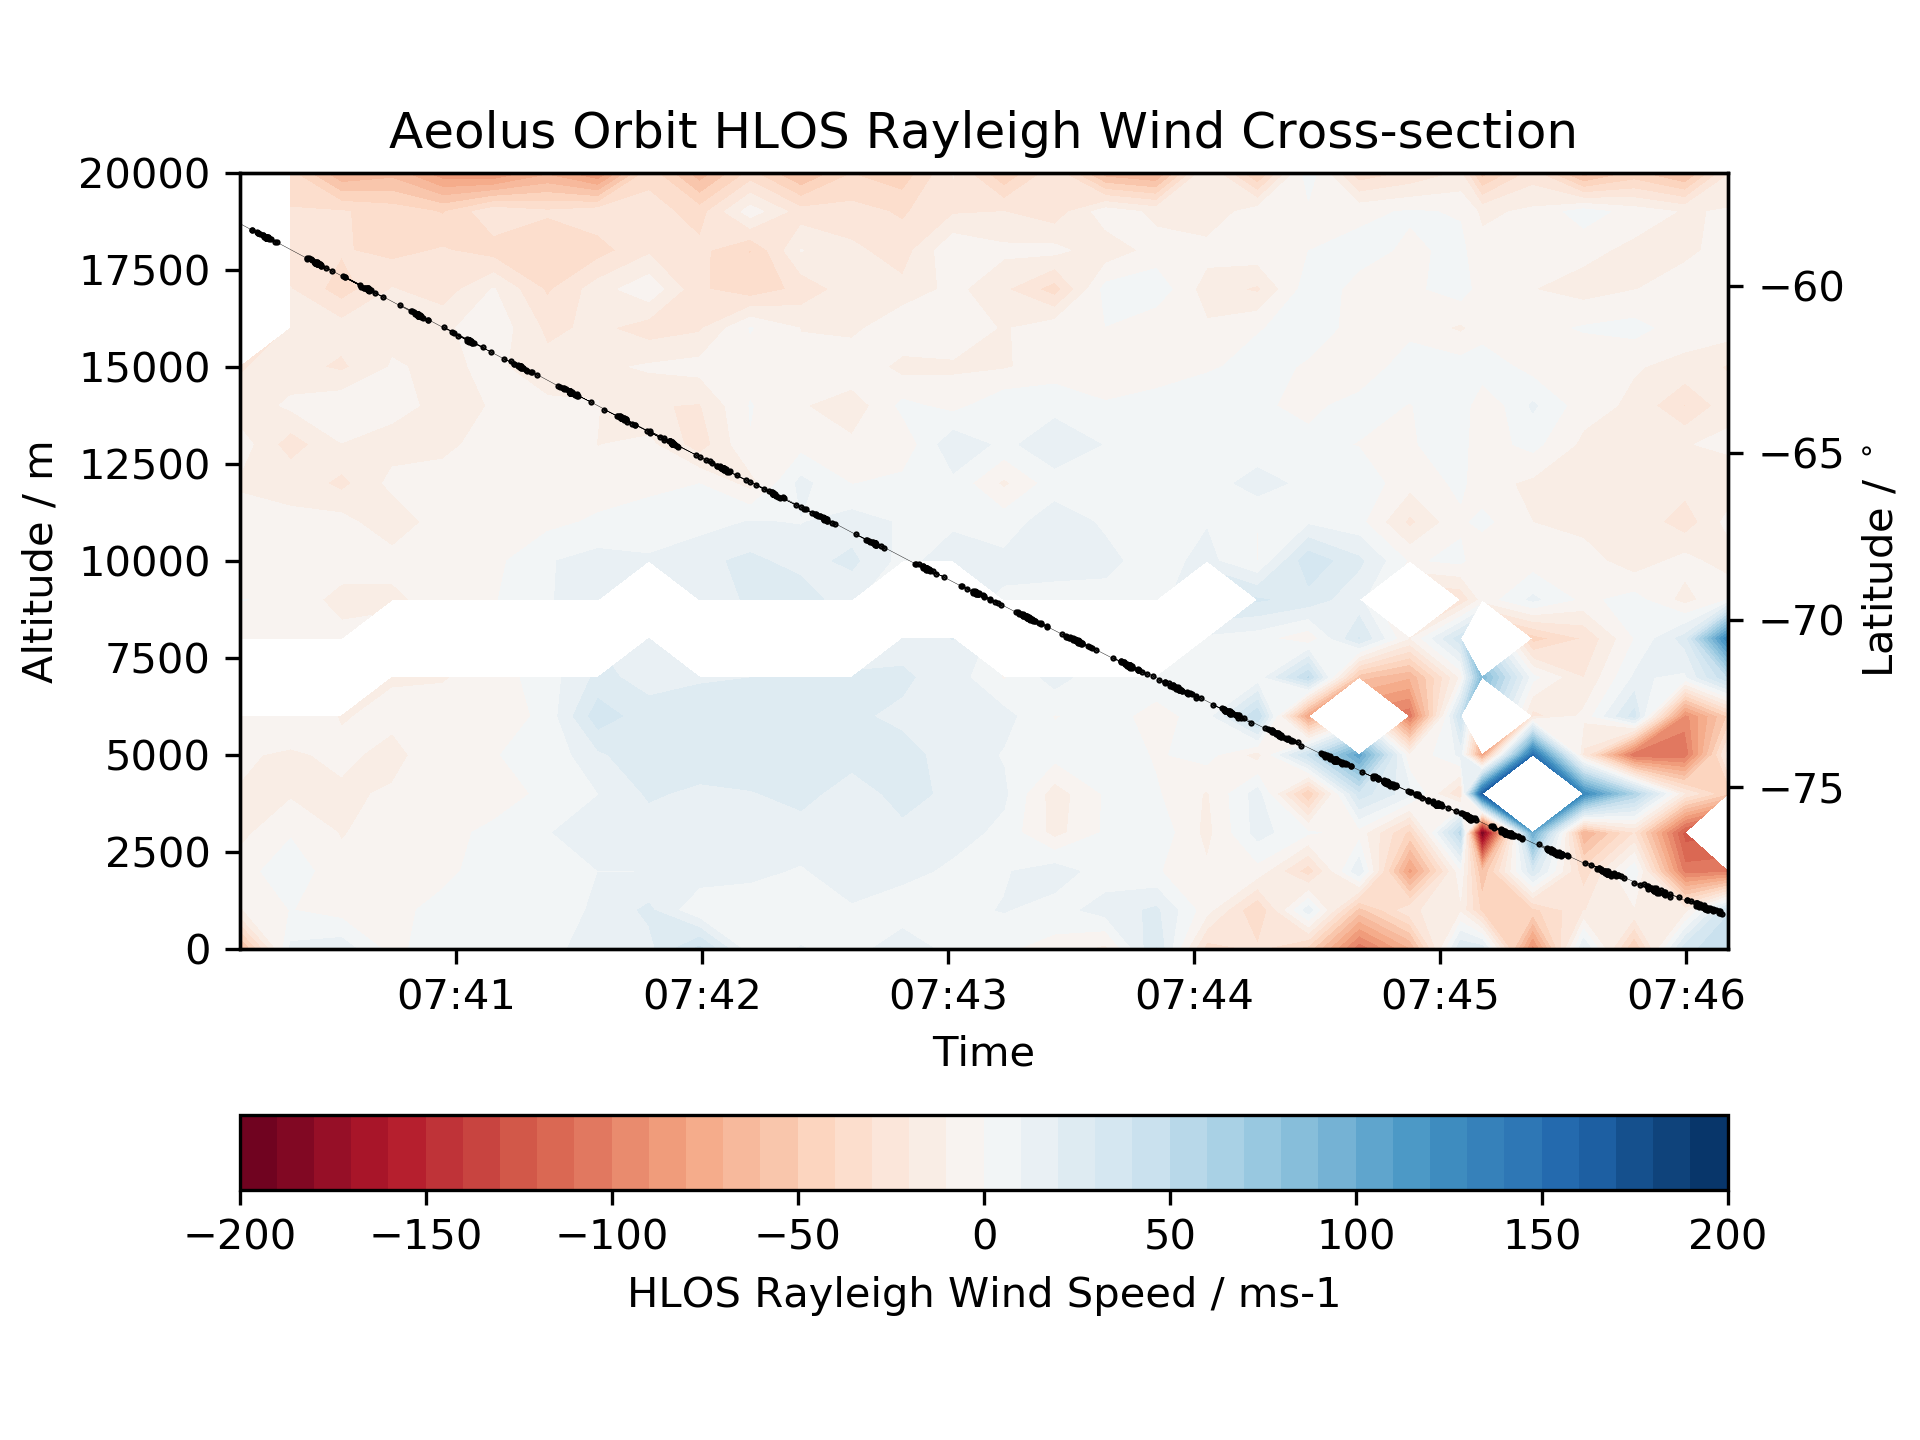 Aeolus Orbit HLOS Rayleigh Wind Cross-section
20000
17500
15000
12500
10000
7500
5000
2500
0
Altitude / m
−60
−65
−70
−75
Latitude / °
07:41 07:42 07:43 07:44 07:45 07:46
Time
−200 −150 −100 −50 0 50 100 150 200
HLOS Rayleigh Wind Speed / ms-1